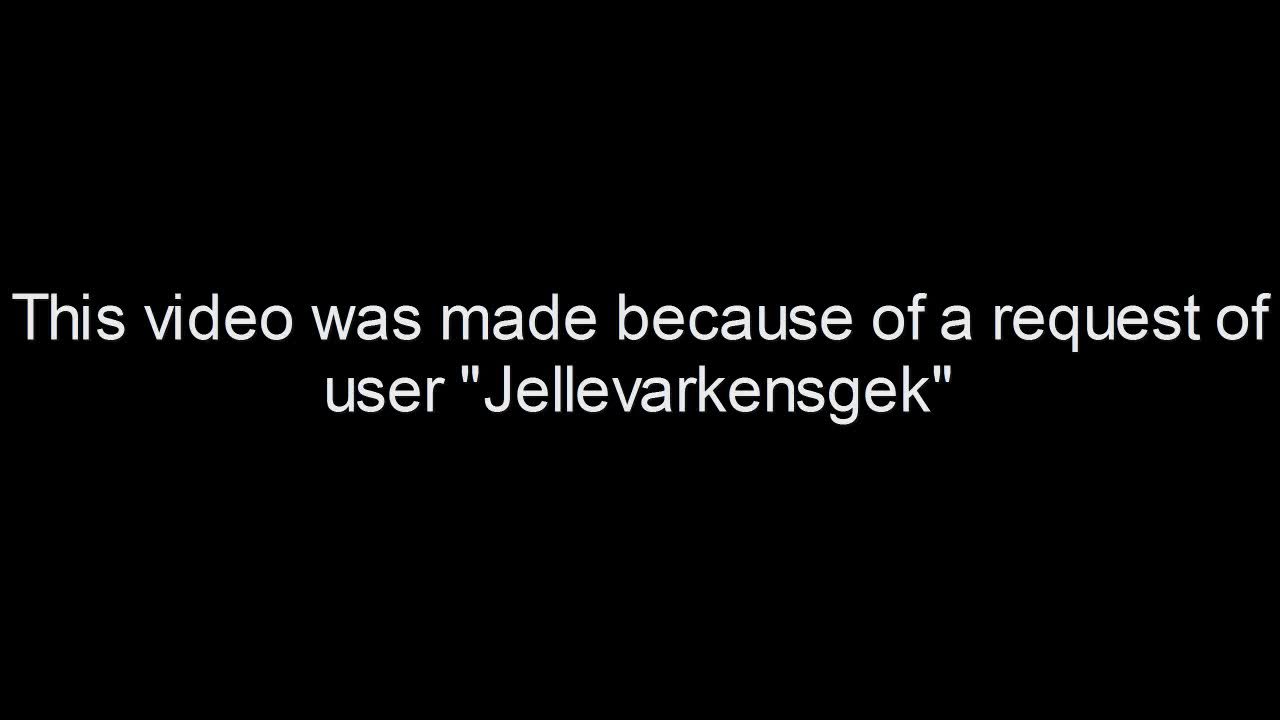 This video was made because of a request of
user "Jellevarkensgek"